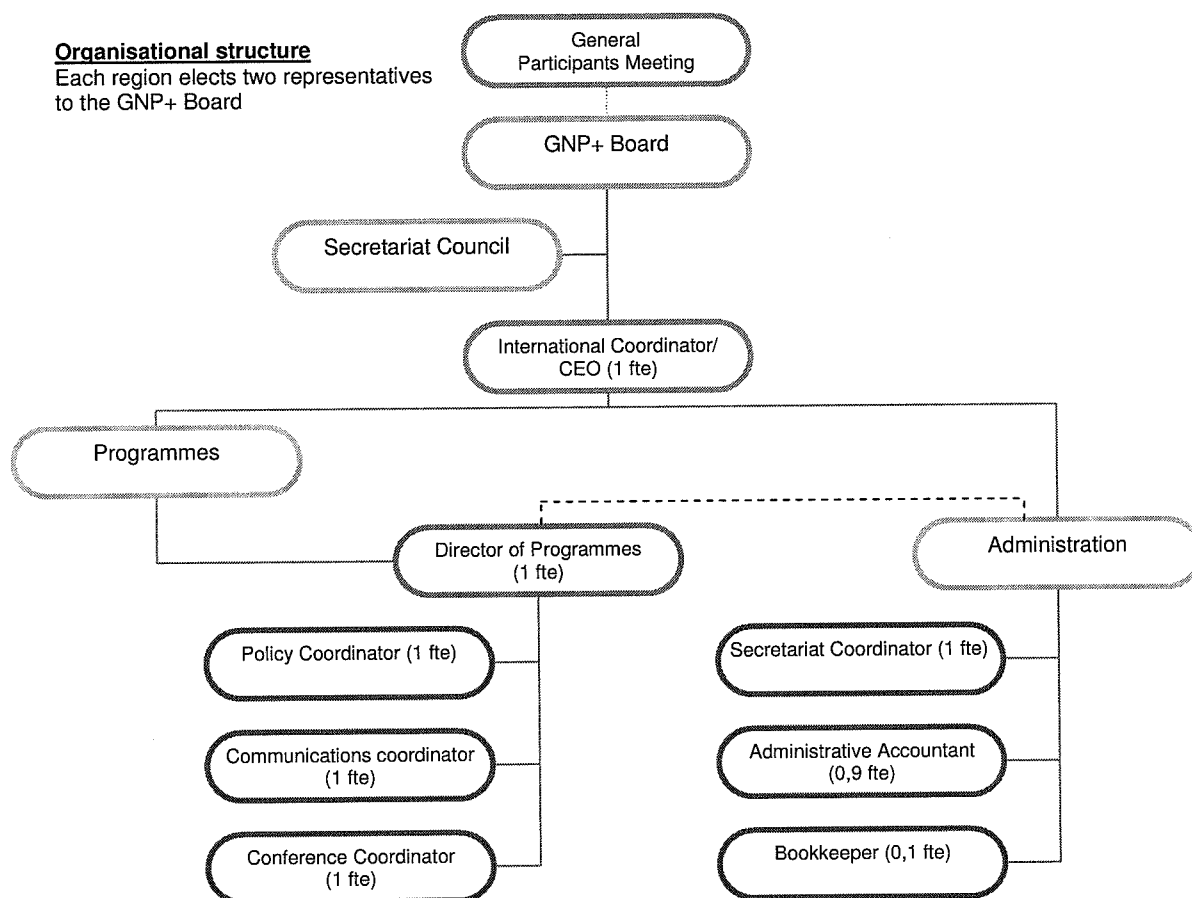 Organisational structure
Each region elects two representatives
to the GNP+ Board
General
Participants Meeting
GNP+ Board
Secretariat Council
International Coordinator/
CEO (1 fte)
Programmes
Director of Programmes
(1 fte)
Administration
Policy Coordinator (1 fte)
Secretariat Coordinator (1 fte)
Communications coordinator
(1 fte)
Administrative Accountant
(0,9 fte)
Conference Coordinator
(1 fte)
Bookkeeper (0,1 fte)